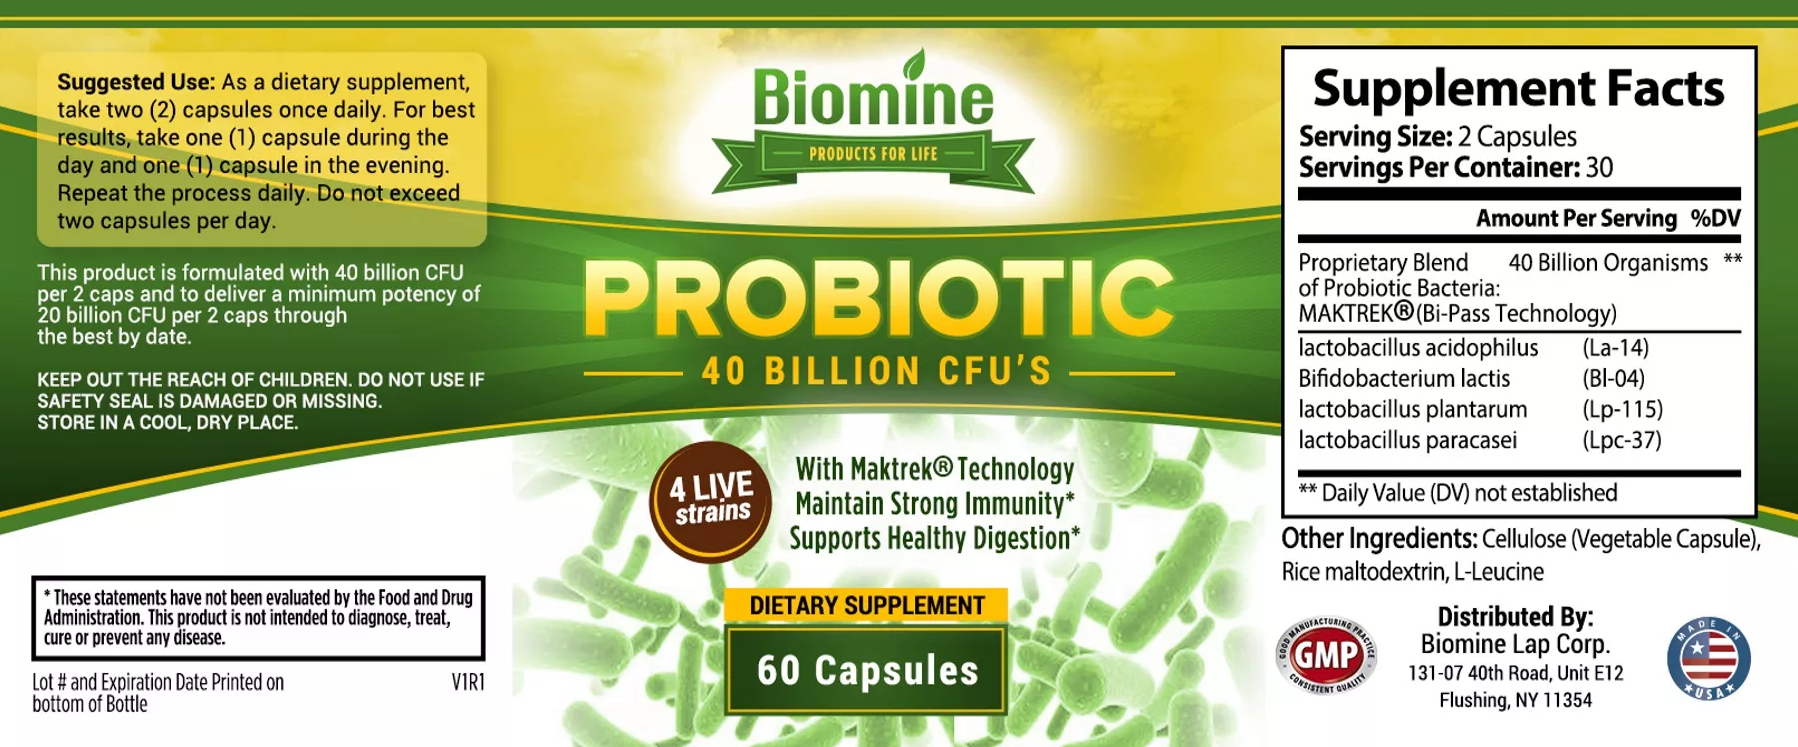 Suggested Use: As a dietary supplement,
take two (2) capsules once daily. For best
results, take one (1) capsule during the
day and one (1) capsule in the evening.
Repeat the process daily. Do not exceed
two capsules per day.
This product is formulated with 40 billion CFU
per 2 caps and to deliver a minimum potency of
20 billion CFU per 2 caps through
the best by date.
KEEP OUT THE REACH OF CHILDREN. DO NOT USE IF
SAFETY SEAL IS DAMAGED OR MISSING.
STORE IN A COOL, DRY PLACE.
* These statements have not been evaluated by the Food and Drug
Administration. This product is not intended to diagnose, treat,
cure or prevent any disease.
Lot # and Expiration Date Printed on
bottom of Bottle
V1R1
Biomine
PRODUCTS FOR LIFE
PROBIOTIC
40 BILLION CFU'S
4 LIVE
strains
With Maktrek® Technology
Maintain Strong Immunity*
Supports Healthy Digestion*
DIETARY SUPPLEMENT
60 Capsules
Supplement Facts
Serving Size: 2 Capsules
Servings Per Container: 30
Amount Per Serving %DV
Proprietary Blend 40 Billion Organisms **
of Probiotic Bacteria:
MAKTREK®(Bi-Pass Technology)
lactobacillus acidophilus (La-14)
Bifidobacterium lactis (Bl-04)
lactobacillus plantarum (Lp-115)
lactobacillus paracasei (Lpc-37)
** Daily Value (DV) not established
Other Ingredients: Cellulose (Vegetable Capsule),
Rice maltodextrin, L-Leucine
GOOD MANUFACTURING PRACTICE
GMP
CONSISTENT QUALITY
Distributed By:
Biomine Lap Corp.
131-07 40th Road, Unit E12
Flushing, NY 11354
MADE IN
USA